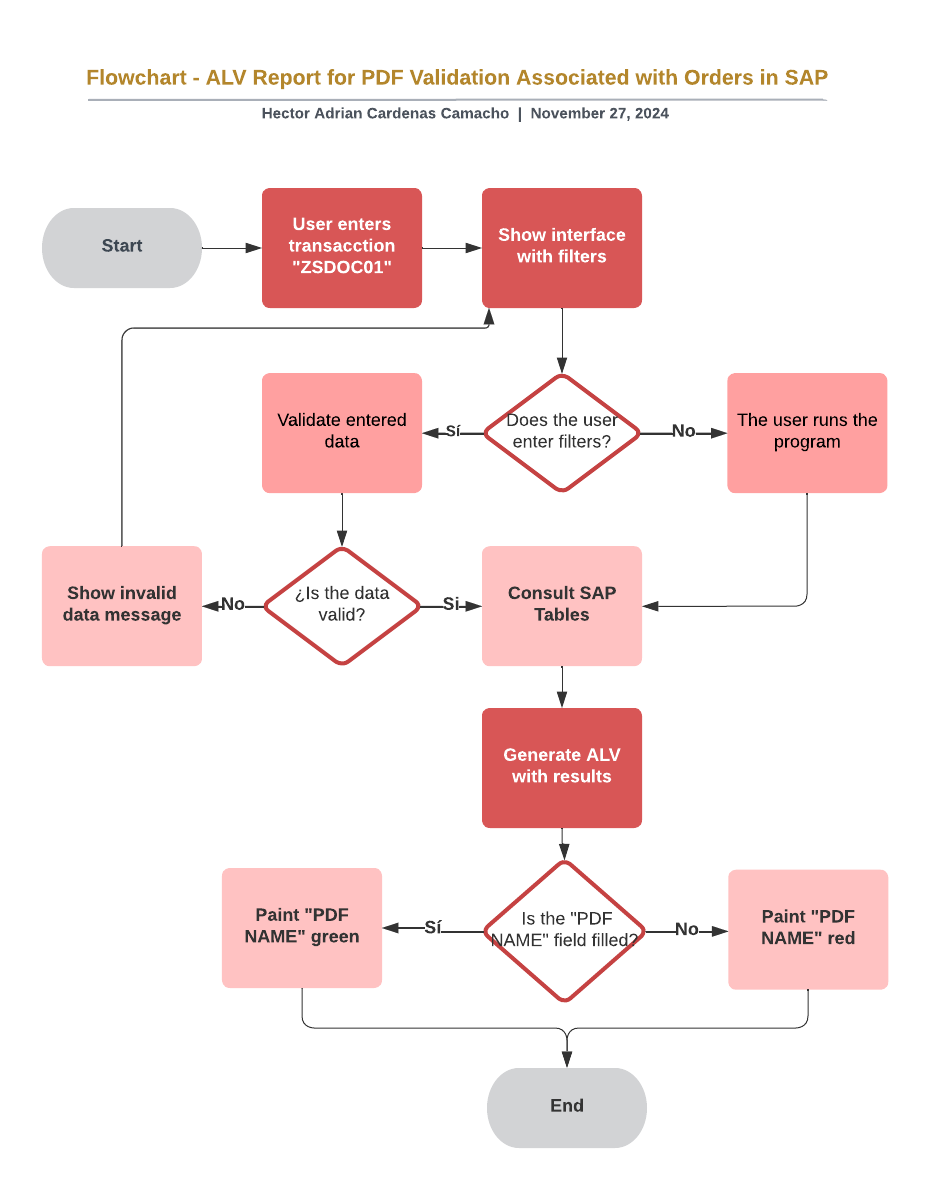 Flowchart - ALV Report for PDF Validation Associated with Orders in SAP
Hector Adrian Cardenas Camacho | November 27, 2024
Start
User enters
transacction
"ZSDOC01"
Show interface
with filters
Validate entered
data
Sí
Does the user
enter filters?
No
The user runs the
program
Show invalid
data message
No
¿Is the data
valid?
Si
Consult SAP
Tables
Generate ALV
with results
Paint "PDF
NAME" green
Sí
Is the "PDF
NAME" field filled?
No
Paint "PDF
NAME" red
End